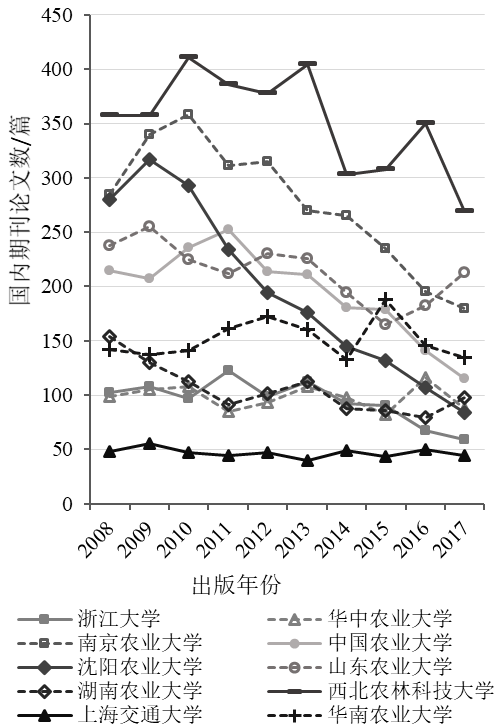 450
400
350
300
250
200
150
100
50
0
国内期刊论文数/篇
2008 2009 2010 2011 2012 2013 2014 2015 2016 2017
出版年份
浙江大学 华中农业大学
南京农业大学 中国农业大学
沈阳农业大学 山东农业大学
湖南农业大学 西北农林科技大学
上海交通大学 华南农业大学